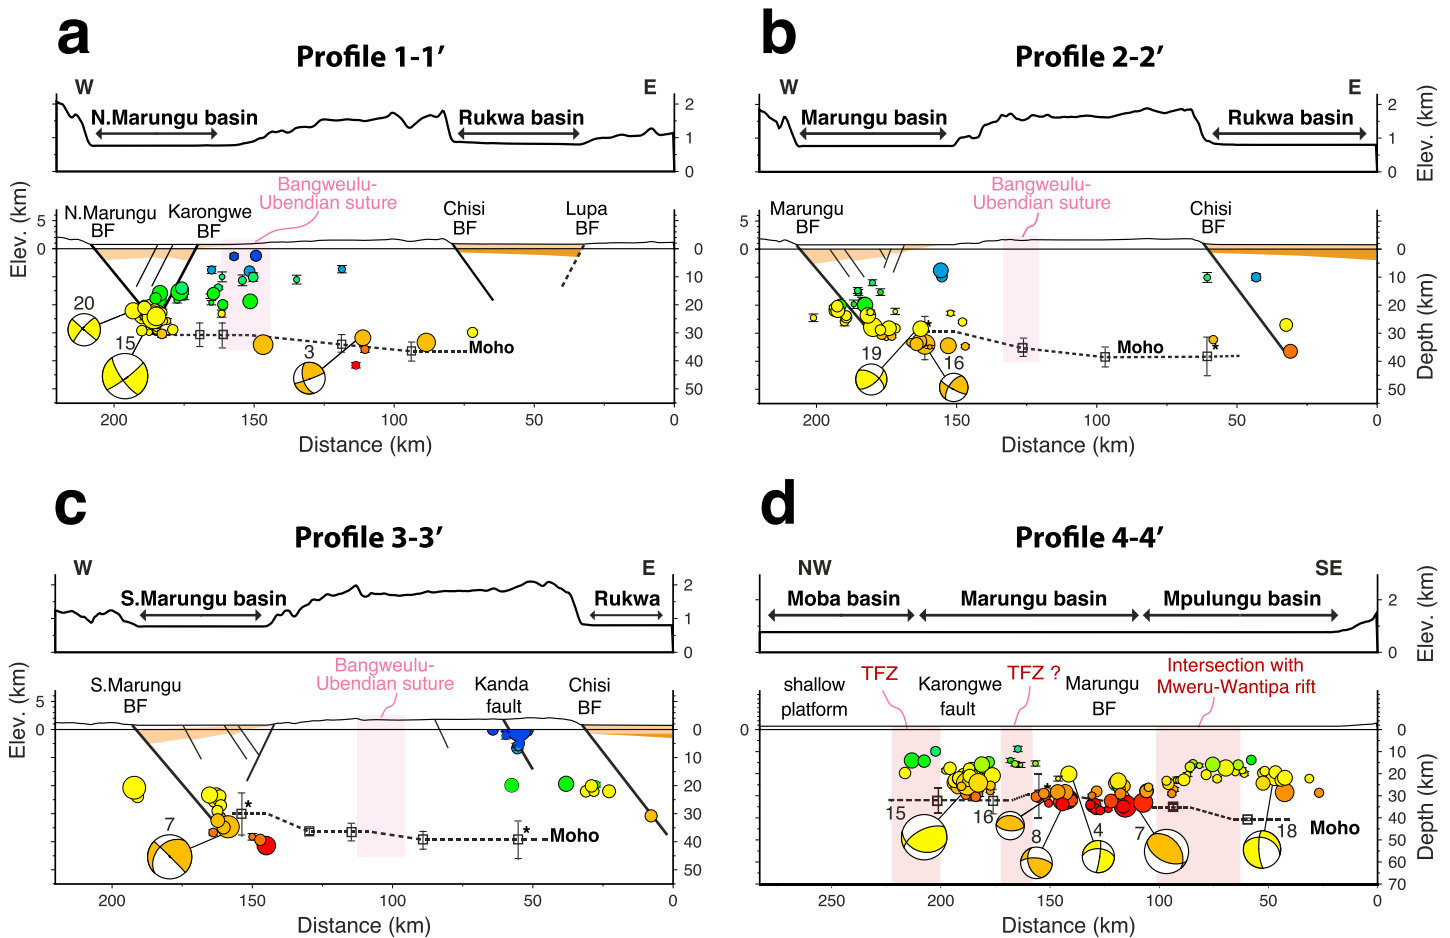 a
Profile 1-1′
W
E
N.Marungu basin
Rukwa basin
2
1
0
Elev. (km)
Bangweulu-
Ubendian suture
N.Marungu
BF
Karongwe
BF
Chisi
BF
Lupa
BF
5
0
0
10
20
30
40
50
20
15
3
Moho
200
150
100
50
0
Distance (km)
b
Profile 2-2′
W
E
Marungu basin
Rukwa basin
2
1
0
Elev. (km)
Bangweulu-
Ubendian suture
Marungu
BF
Chisi
BF
5
0
0
10
20
30
40
50
Depth (km)
*
*
19
16
Moho
200
150
100
50
0
Distance (km)
c
Profile 3-3′
W
E
S.Marungu basin
Rukwa
2
1
0
Elev. (km)
Bangweulu-
Ubendian suture
S.Marungu
BF
Kanda
fault
Chisi
BF
5
0
0
10
20
30
40
50
*
*
7
Moho
200
150
100
50
0
Distance (km)
d
Profile 4-4′
NW
SE
Moba basin
Marungu basin
Mpulungu basin
2
0
Elev. (km)
shallow
platform
TFZ
Karongwe
fault
TFZ ?
Marungu
BF
Intersection with
Mweru-Wantipa rift
0
10
20
30
40
50
60
70
Depth (km)
*
15
16
8
4
7
18
Moho
250
200
150
100
50
0
Distance (km)